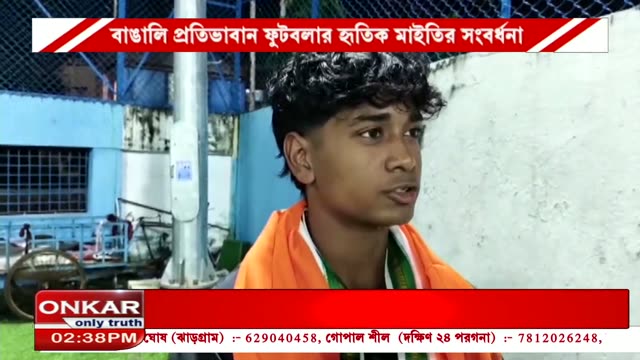 বাঙালি প্রতিভাবান ফুটবলার হৃতিক মাইতির সংবর্ধনা
ONKAR
only truth
02:38PM ঘোষ (ঝাড়গ্রাম) :- 629040458, গোপাল শীল (দক্ষিণ ২৪ পরগনা) :- 7812026248,